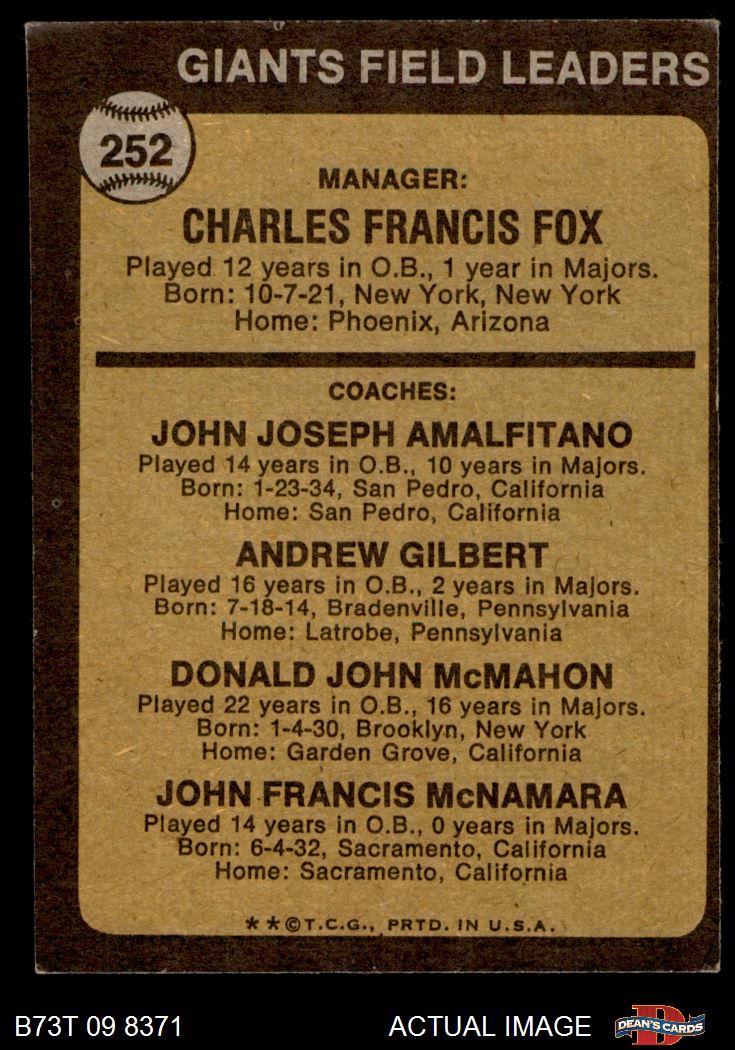 GIANTS FIELD LEADERS
252
MANAGER:
CHARLES FRANCIS FOX
Played 12 years in O.B., 1 year in Majors.
Born: 10-7-21, New York, New York
Home: Phoenix, Arizona
COACHES:
JOHN JOSEPH AMALFITANO
Played 14 years in O.B., 10 years in Majors.
Born: 1-23-34, San Pedro, California
Home: San Pedro, California
ANDREW GILBERT
Played 16 years in O.B., 2 years in Majors.
Born: 7-18-14, Bradenville, Pennsylvania
Home: Latrobe, Pennsylvania
DONALD JOHN McMAHON
Played 22 years in O.B., 16 years in Majors.
Born: 1-4-30, Brooklyn, New York
Home: Garden Grove, California
JOHN FRANCIS McNAMARA
Played 14 years in O.B., 0 years in Majors.
Born: 6-4-32, Sacramento, California
Home: Sacramento, California
**©T.C.G., PRTD. IN U.S.A.
B73T 09 8371
ACTUAL IMAGE
D
DEAN'S CARDS